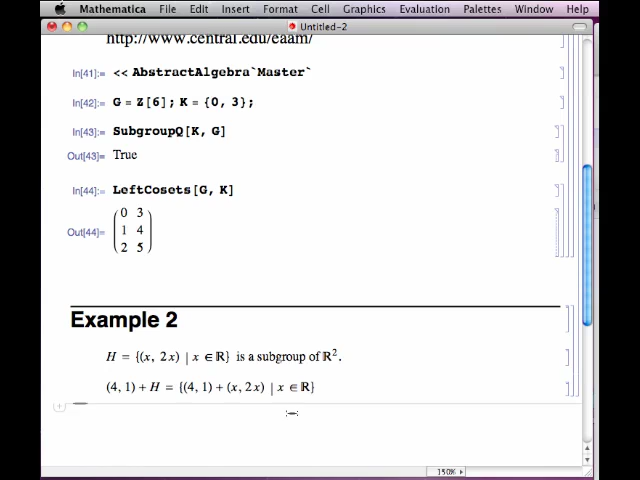 Mathematica File Edit Insert Format Cell Graphics Evaluation Palettes Window Help
Untitled-2
http://www.central.edu/eaam/
In[41]:= << AbstractAlgebra`Master`
In[42]:= G = Z[6]; K = {0, 3};
In[43]:= SubgroupQ[K, G]
Out[43]= True
In[44]:= LeftCosets[G, K]
0 3
Out[44]= 1 4
2 5
Example 2
H = {(x, 2 x) | x ∈ ℝ} is a subgroup of ℝ².
(4, 1) + H = {(4, 1) + (x, 2 x) | x ∈ ℝ}
150%